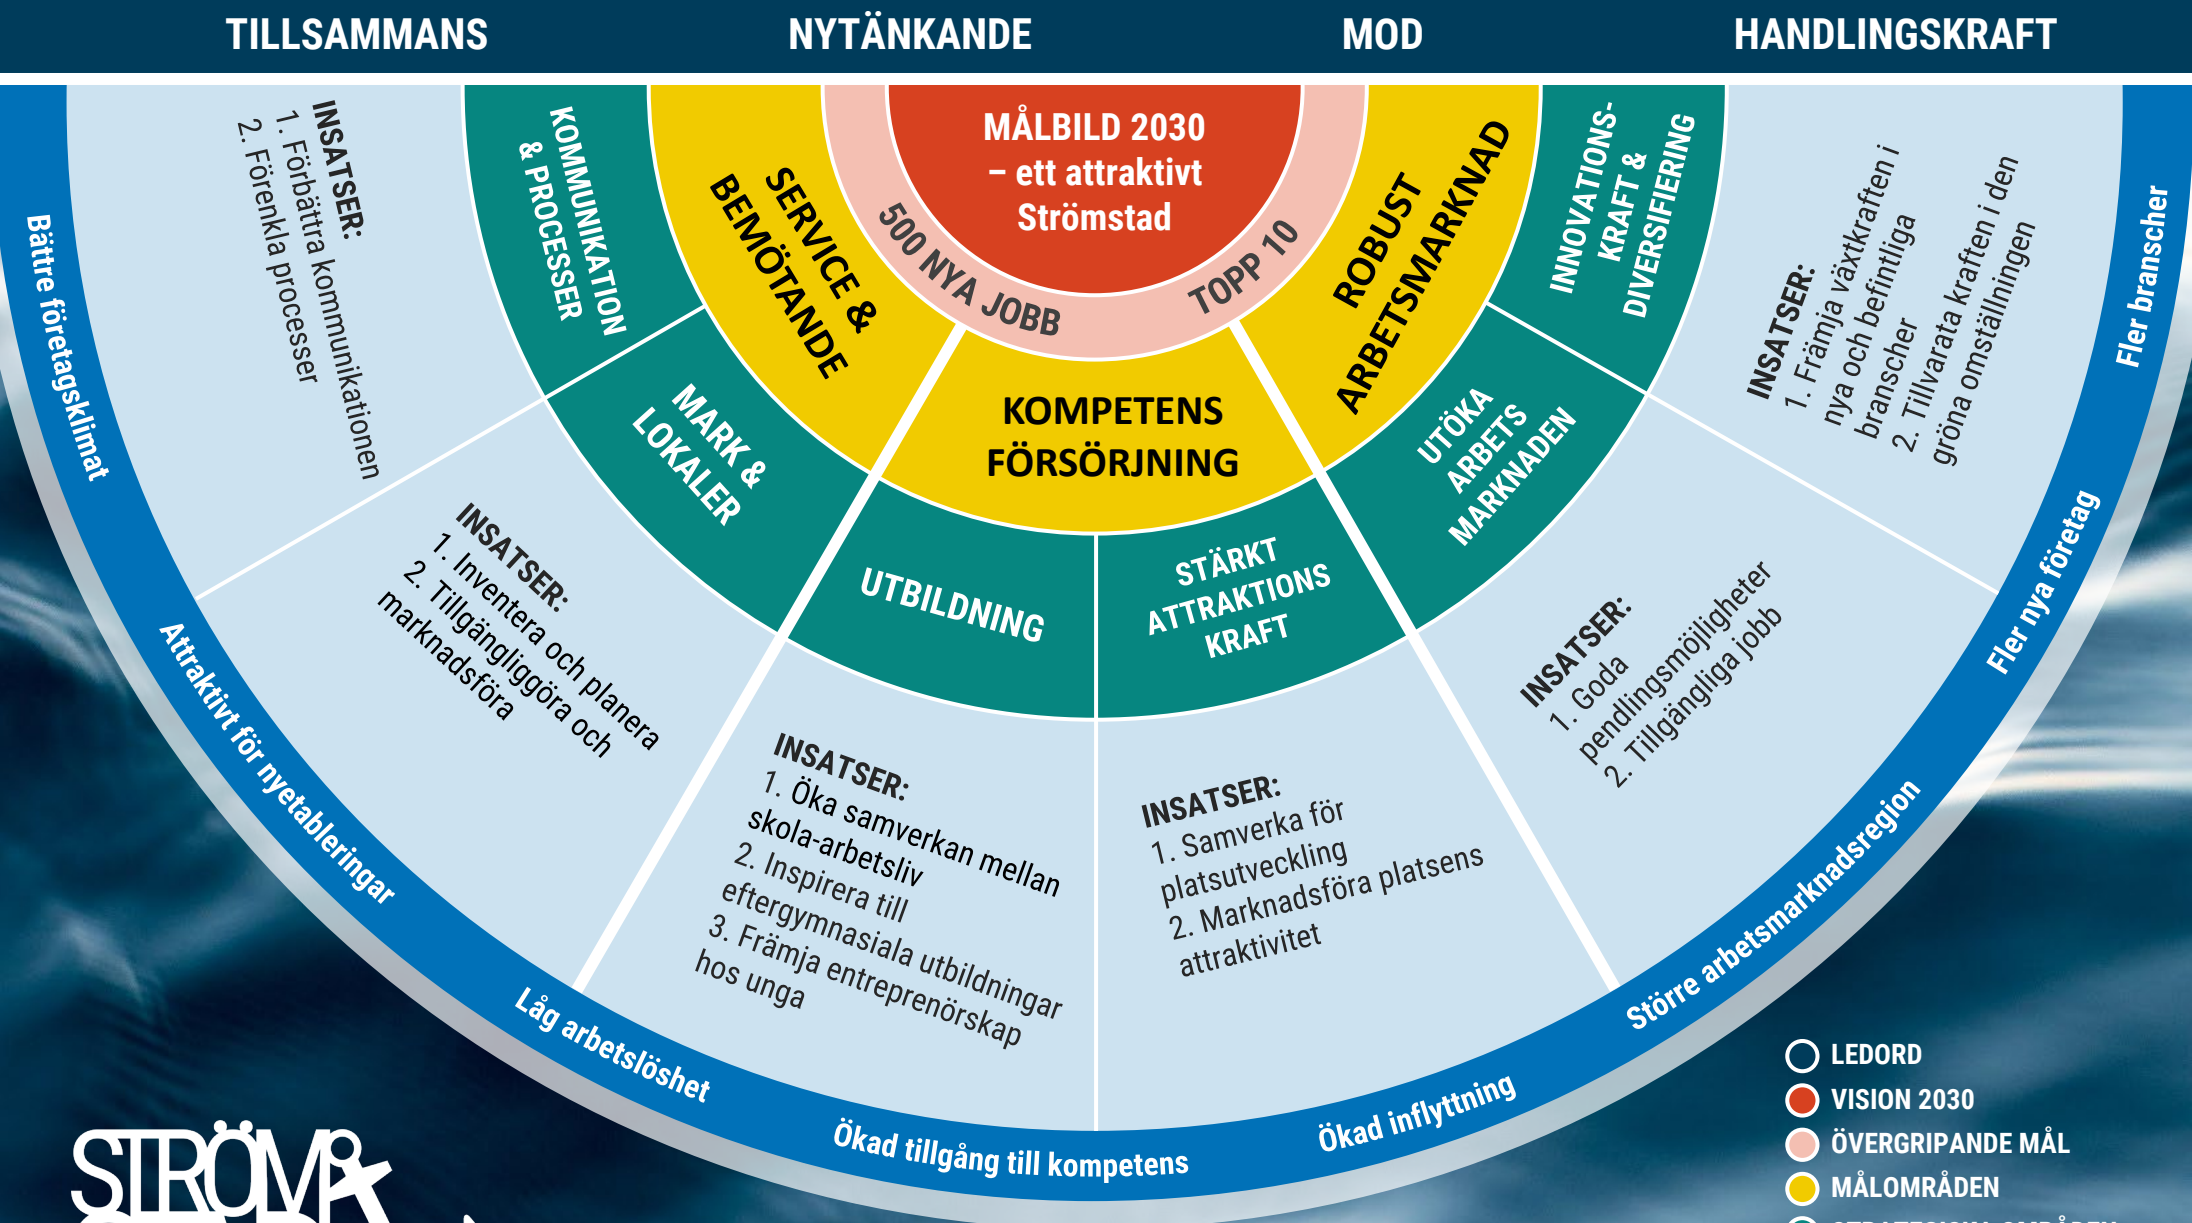 TILLSAMMANS NYTÄNKANDE MOD HANDLINGSKRAFT
MÅLBILD 2030
– ett attraktivt
Strömstad
500 NYA JOBB
TOPP 10
SERVICE &
BEMÖTANDE
KOMPETENS
FÖRSÖRJNING
ROBUST
ARBETSMARKNAD
KOMMUNIKATION
& PROCESSER
MARK &
LOKALER
UTBILDNING
STÄRKT
ATTRAKTIONS
KRAFT
UTÖKA
ARBETS
MARKNADEN
INNOVATIONS-
KRAFT &
DIVERSIFIERING
INSATSER:
1. Förbättra kommunikationen
2. Förenkla processer
INSATSER:
1. Inventera och planera
2. Tillgängliggöra och
marknadsföra
INSATSER:
1. Öka samverkan mellan
skola-arbetsliv
2. Inspirera till
eftergymnasiala utbildningar
3. Främja entreprenörskap
hos unga
INSATSER:
1. Samverka för
platsutveckling
2. Marknadsföra platsens
attraktivitet
INSATSER:
1. Goda
pendlingsmöjligheter
2. Tillgängliga jobb
INSATSER:
1. Främja växtkraften i
nya och befintliga
branscher
2. Tillvarata kraften i den
gröna omställningen
Bättre företagsklimat
Attraktivt för nyetableringar
Låg arbetslöshet
Ökad tillgång till kompetens
Ökad inflyttning
Större arbetsmarknadsregion
Fler nya företag
Fler branscher
LEDORD
VISION 2030
ÖVERGRIPANDE MÅL
MÅLOMRÅDEN
STRÖM